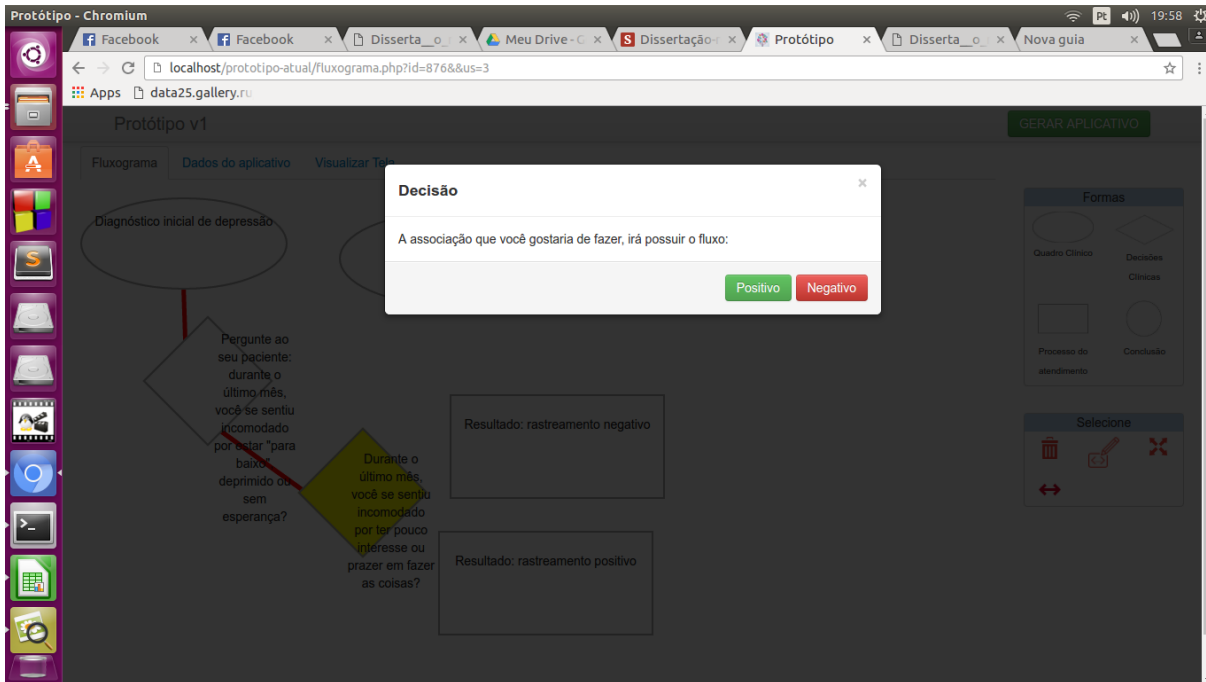 Protótipo - Chromium
Pt
19:58
Facebook
Facebook
Disserta__o_
Meu Drive - G
Dissertação-r
Protótipo
Disserta__o_
Nova guia
localhost/prototipo-atual/fluxograma.php?id=876&&us=3
Apps
data25.gallery.ru
Protótipo v1
GERAR APLICATIVO
Fluxograma
Dados do aplicativo
Visualizar Te
Decisão
A associação que você gostaria de fazer, irá possuir o fluxo:
Positivo
Negativo
Diagnóstico inicial de depressão
Pergunte ao
seu paciente:
durante o
último mês,
você se sentiu
incomodado
por estar "para
baixo",
deprimido ou
sem
esperança?
Durante o
último mês,
você se sentiu
incomodado
por ter pouco
interesse ou
prazer em fazer
as coisas?
Resultado: rastreamento negativo
Resultado: rastreamento positivo
Formas
Quadro Clínico
Decisões
Clínicas
Processo do
atendimento
Conclusão
Selecione